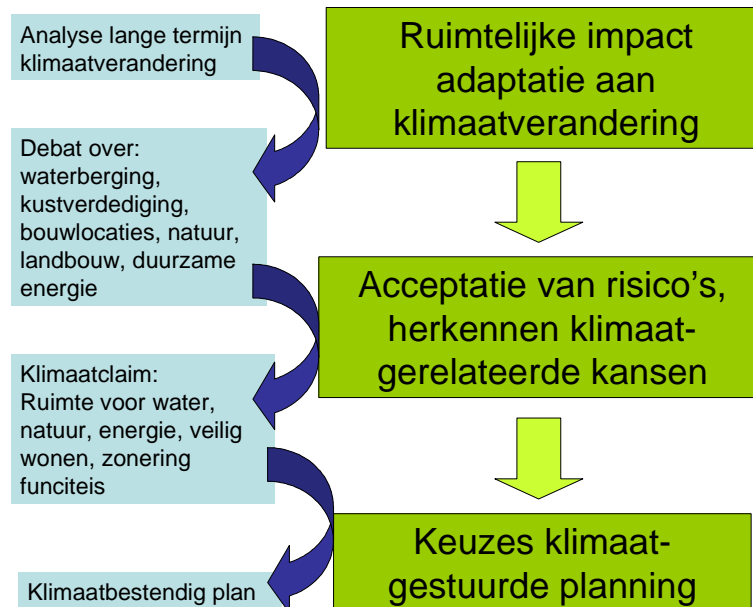 Analyse lange termijn
klimaatverandering
Ruimtelijke impact
adaptatie aan
klimaatverandering
Debat over:
waterberging,
kustverdediging,
bouwlocaties, natuur,
landbouw, duurzame
energie
Acceptatie van risico’s,
herkennen klimaat-
gerelateerde kansen
Klimaatclaim:
Ruimte voor water,
natuur, energie, veilig
wonen, zonering
funciteis
Keuzes klimaat-
gestuurde planning
Klimaatbestendig plan